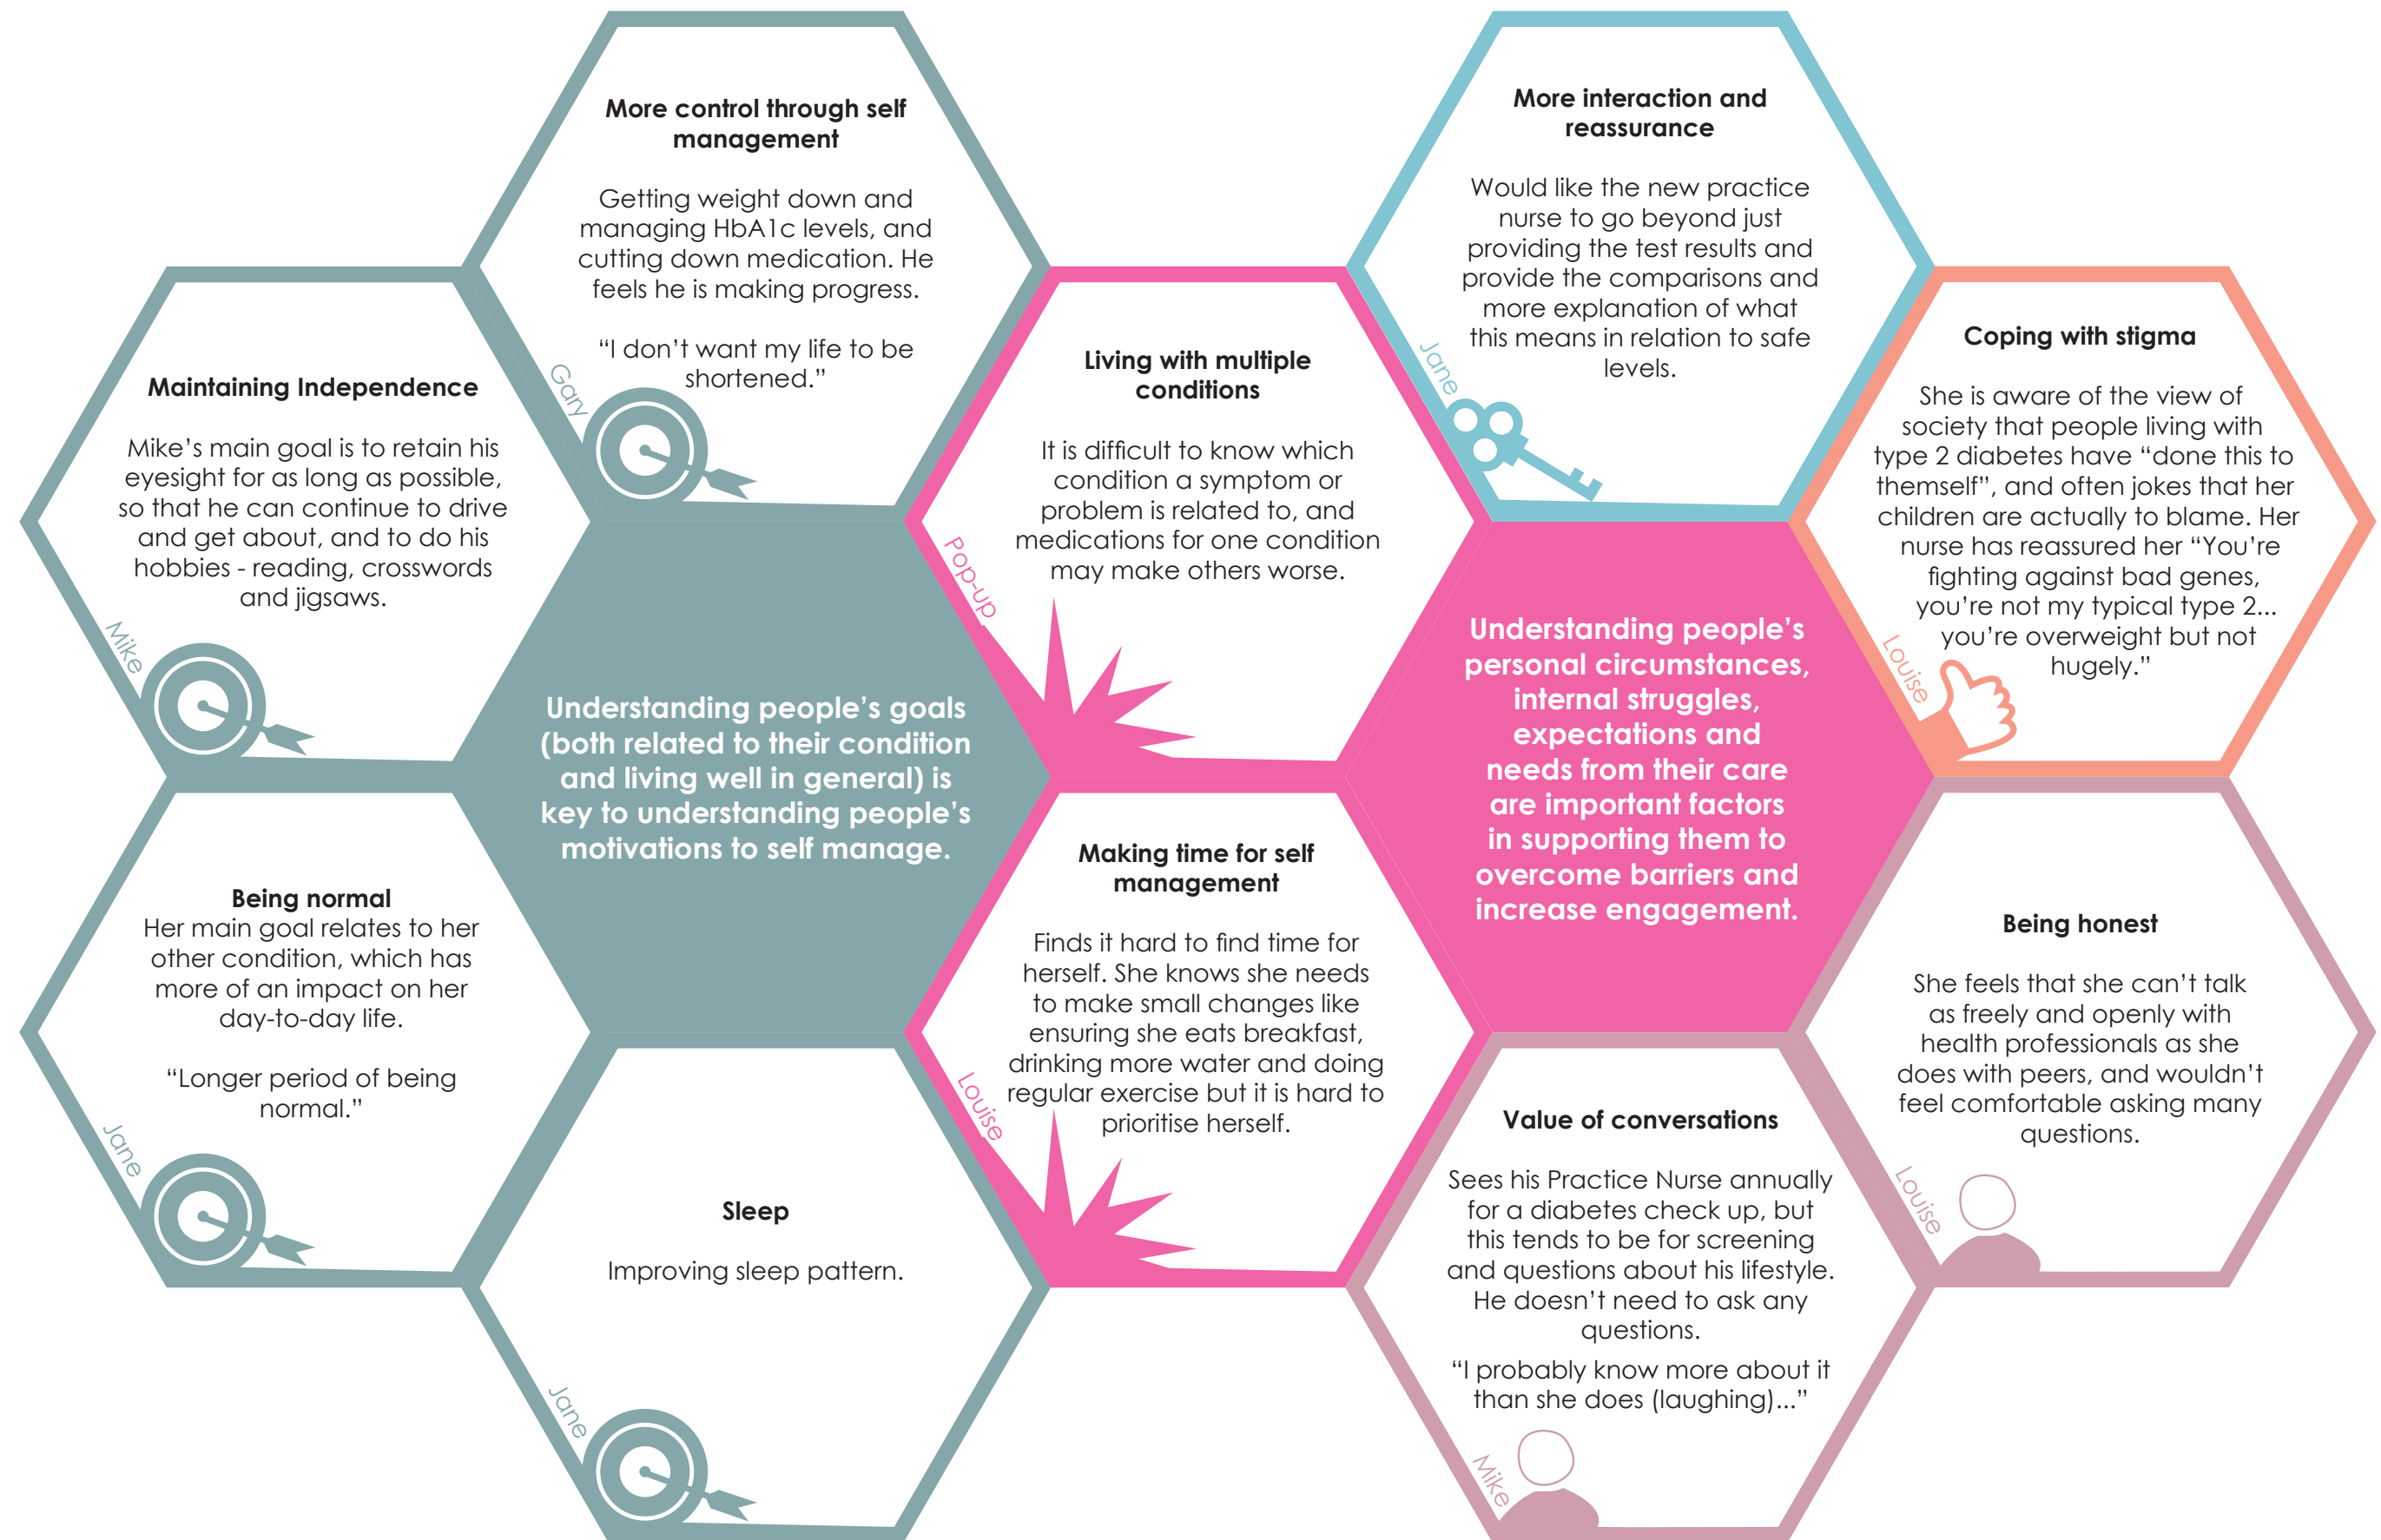 More control through self
management
Getting weight down and
managing HbA1c levels, and
cutting down medication. He
feels he is making progress.
“I don’t want my life to be
shortened.”
Gary
More interaction and
reassurance
Would like the new practice
nurse to go beyond just
providing the test results and
provide the comparisons and
more explanation of what
this means in relation to safe
levels.
Jane
Maintaining Independence
Mike’s main goal is to retain his
eyesight for as long as possible,
so that he can continue to drive
and get about, and to do his
hobbies - reading, crosswords
and jigsaws.
Mike
Living with multiple
conditions
It is difficult to know which
condition a symptom or
problem is related to, and
medications for one condition
may make others worse.
Pop-up
Coping with stigma
She is aware of the view of
society that people living with
type 2 diabetes have “done this to
themself”, and often jokes that her
children are actually to blame. Her
nurse has reassured her “You’re
fighting against bad genes,
you’re not my typical type 2...
you’re overweight but not
hugely.”
Louise
Understanding people’s goals
(both related to their condition
and living well in general) is
key to understanding people’s
motivations to self manage.
Understanding people’s
personal circumstances,
internal struggles,
expectations and
needs from their care
are important factors
in supporting them to
overcome barriers and
increase engagement.
Being normal
Her main goal relates to her
other condition, which has
more of an impact on her
day-to-day life.
“Longer period of being
normal.”
Jane
Making time for self
management
Finds it hard to find time for
herself. She knows she needs
to make small changes like
ensuring she eats breakfast,
drinking more water and doing
regular exercise but it is hard to
prioritise herself.
Louise
Being honest
She feels that she can’t talk
as freely and openly with
health professionals as she
does with peers, and wouldn’t
feel comfortable asking many
questions.
Louise
Sleep
Improving sleep pattern.
Jane
Value of conversations
Sees his Practice Nurse annually
for a diabetes check up, but
this tends to be for screening
and questions about his lifestyle.
He doesn’t need to ask any
questions.
“I probably know more about it
than she does (laughing)...”
Mike